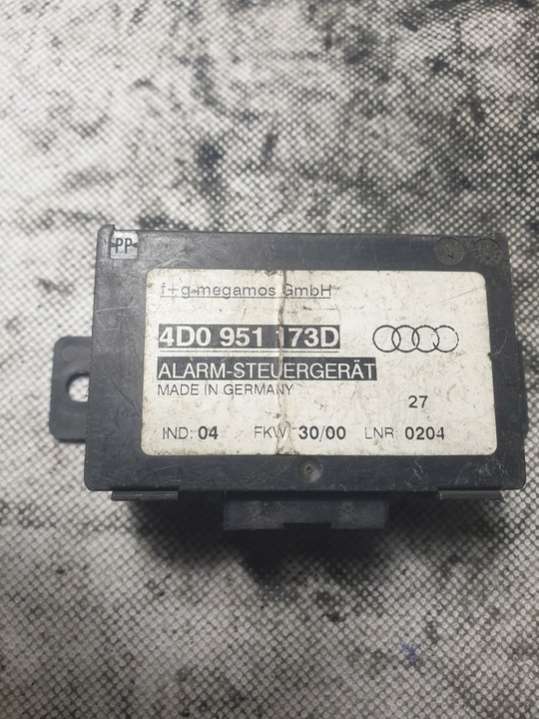 PP
f+g-megamos GmbH
4D0 951 173D
ALARM-STEUERGERÄT
MADE IN GERMANY
27
IND: 04 FKW 30/00 LNR 0204